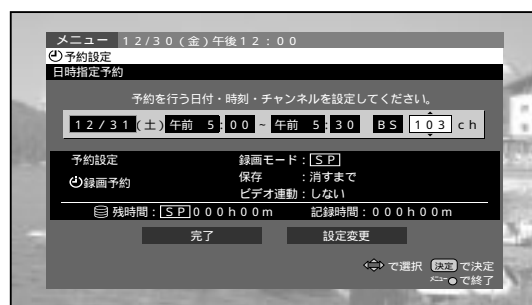 メニュー 12/30(金)午後12:00
予約設定
日時指定予約
予約を行う日付・時刻・チャンネルを設定してください。
12/31(土)午前 5:00~午前 5:30 BS 103ch
予約設定 録画モード:SP
録画予約 保存:消すまで
ビデオ連動:しない
残時間:SP000h00m 記録時間:000h00m
完了 設定変更
で選択 決定で決定
メニューで終了